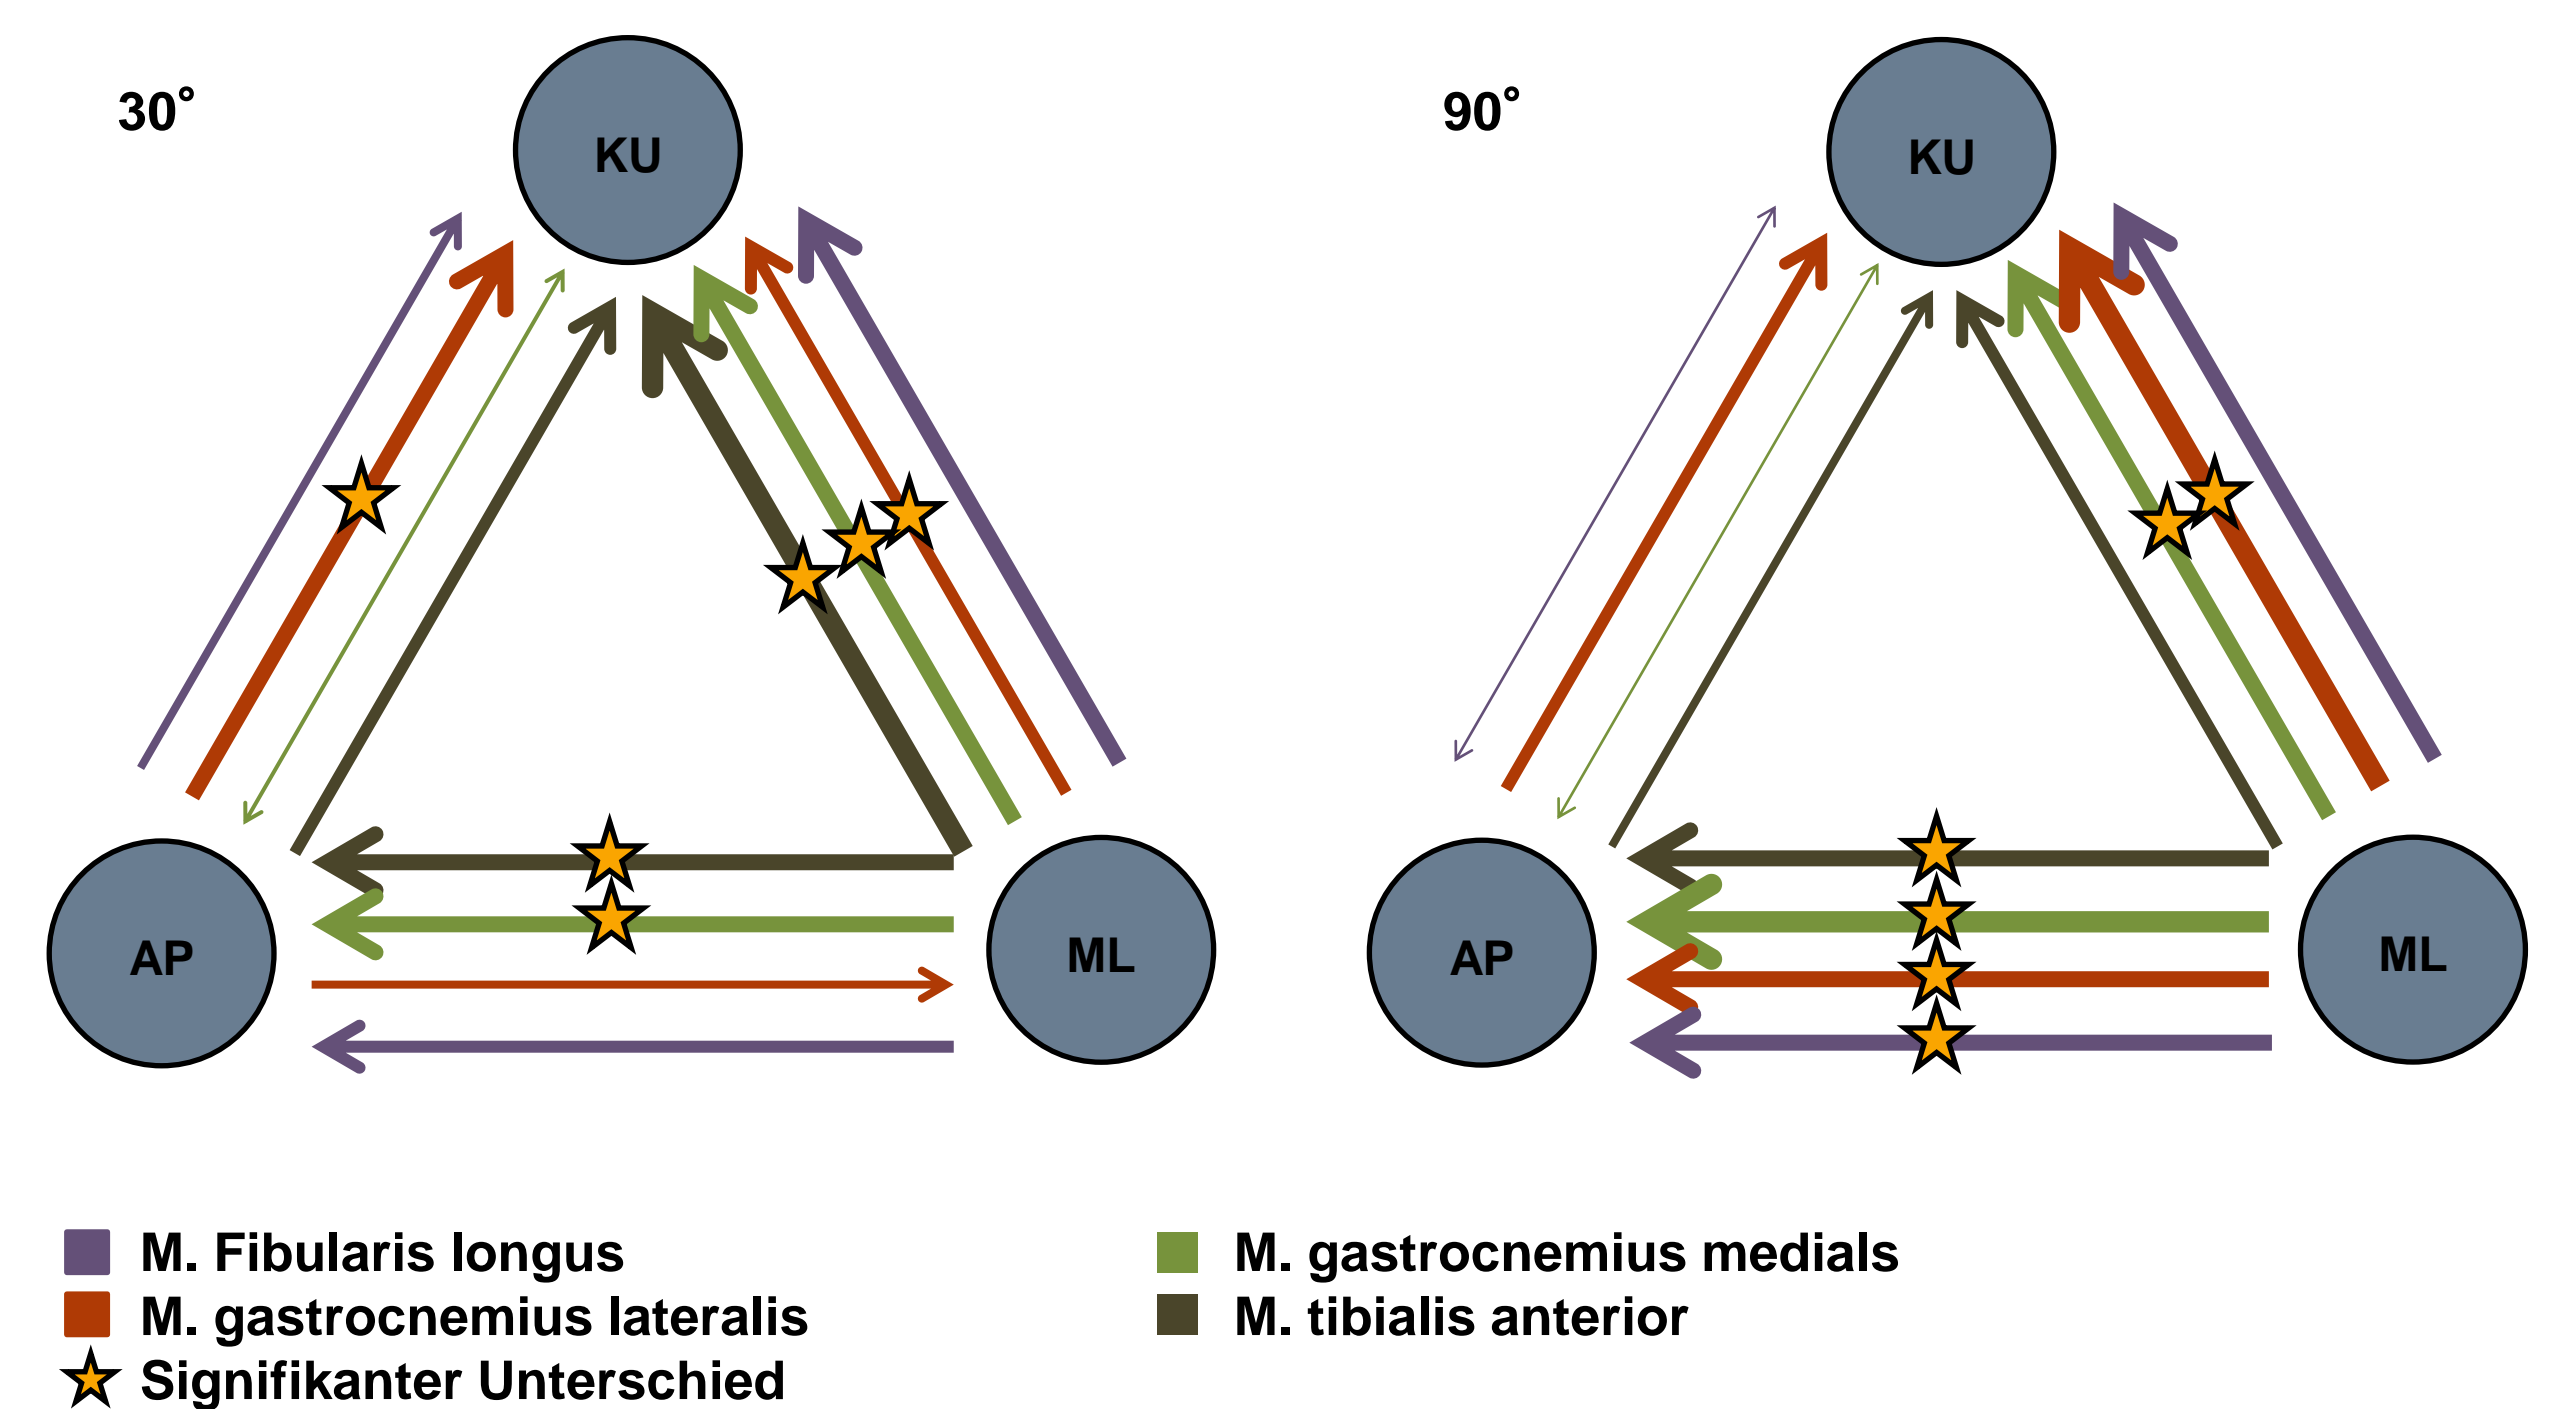 30°
90°
KU
KU
AP
ML
AP
ML
M. Fibularis longus
M. gastrocnemius medials
M. gastrocnemius lateralis
M. tibialis anterior
Signifikanter Unterschied